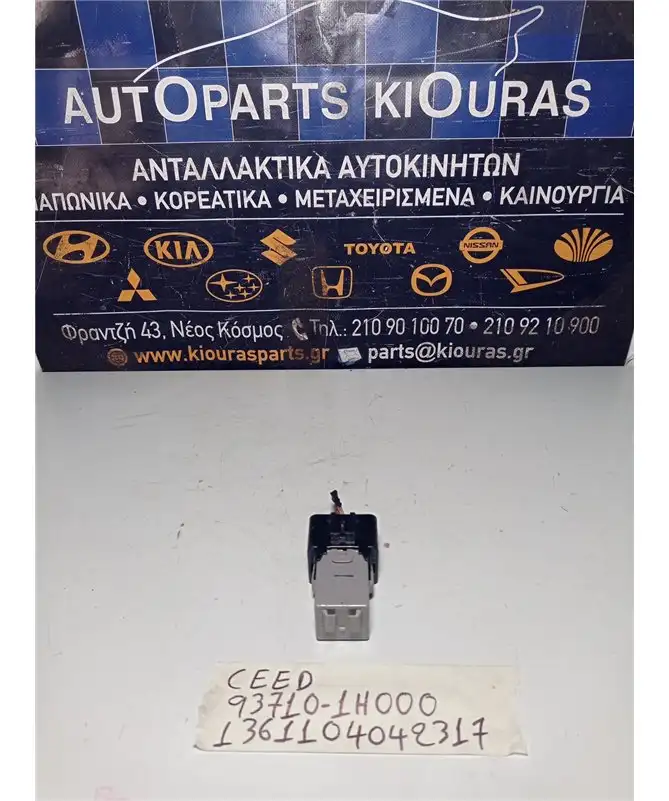 AUTOPARTS KIOURAS
ΑΝΤΑΛΛΑΚΤΙΚΑ ΑΥΤΟΚΙΝΗΤΩΝ
ΙΑΠΩΝΙΚΑ • ΚΟΡΕΑΤΙΚΑ • ΜΕΤΑΧΕΙΡΙΣΜΕΝΑ • ΚΑΙΝΟΥΡΓΙΑ
KIA TOYOTA NISSAN
Φραντζή 43, Νέος Κόσμος Τηλ.: 210 90 100 70 • 210 92 10 900
www.kiourasparts.gr parts@kiouras.gr
CEED
93710-1H000
1361104042317